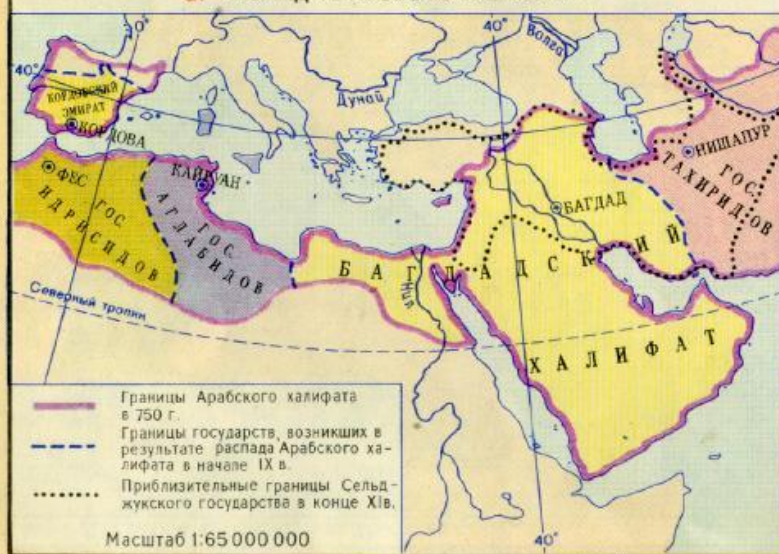 0°
40°
40°
Волга
Дунай
КОРДОВСКИЙ
ЭМИРАТ
КОРДОВА
ФЕС
ГОС.
ИДРИСИДОВ
КАЙРУАН
ГОС.
АГЛАБИДОВ
НИШАПУР
ГОС.
ТАХИРИДОВ
БАГДАД
БАГДАДСКИЙ
ХАЛИФАТ
Нил
Северный тропик
Границы Арабского халифата
в 750 г.
Границы государств, возникших в
результате распада Арабского ха-
лифата в начале IX в.
Приблизительные границы Сельд-
жукского государства в конце XI в.
Масштаб 1:65 000 000
40°